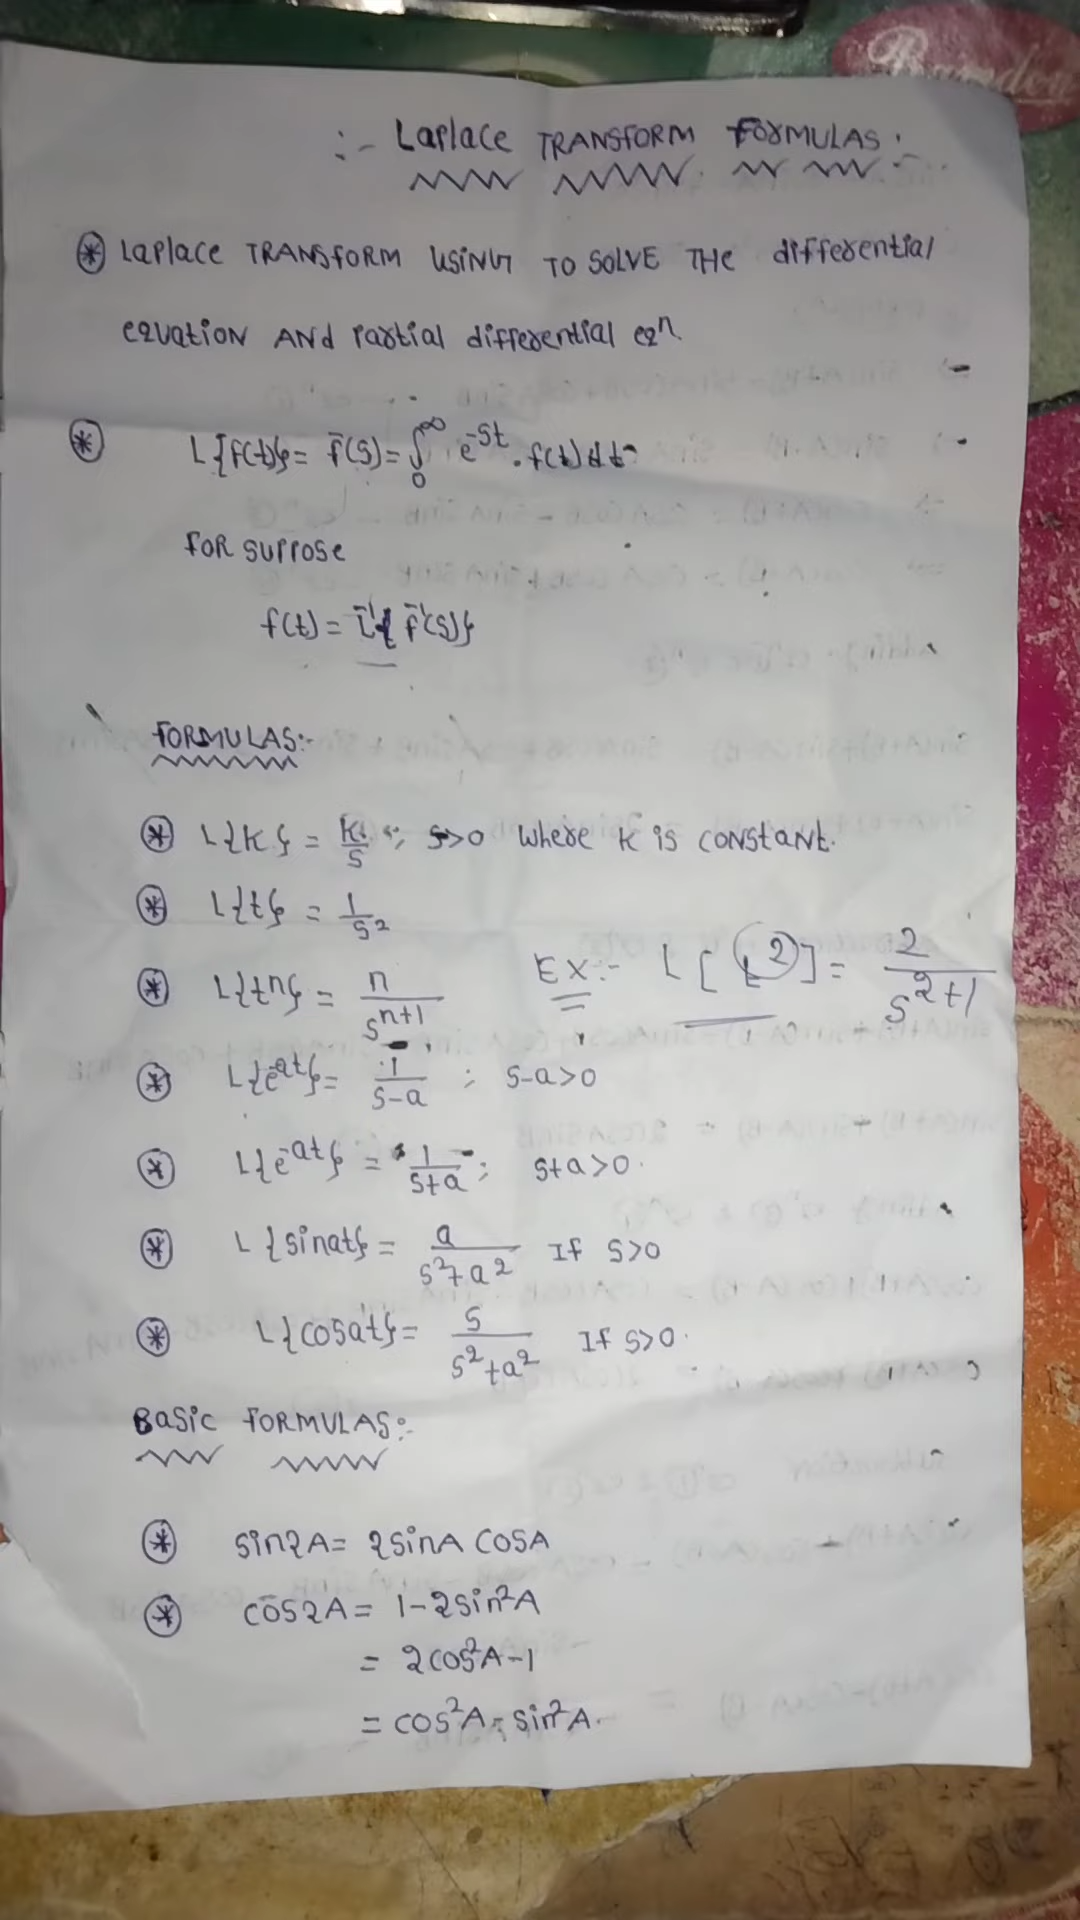 :- Laplace TRANSFORM FORMULAS:
⊛ Laplace TRANSFORM USING TO SOLVE THE differential
equation AND partial differential eqn.
⊛ L{f(t)} = f̄(s) = ∫₀^∞ e^-st . f(t) dt
FOR suppose
f(t) = L⁻¹{ f̄(s)}
FORMULAS:-
⊛ L{K} = K/s ; s>0 where K is constant.
⊛ L{t} = 1/s²
⊛ L{tn} = n/s^n+1 Ex:- L[t²] = 2/s^2+1
⊛ L{e^-at} = 1/s-a ; s-a>0
⊛ L{e^-at} = 1/s+a ; s+a>0.
⊛ L{sinat} = a/s²+a² If s>0
⊛ L{cosat} = s/s²+a² If s>0.
BASIC FORMULAS:-
⊛ sin2A = 2sinA cosA
⊛ cos2A = 1-2sin²A
= 2cos²A-1
= cos²A-sin²A.